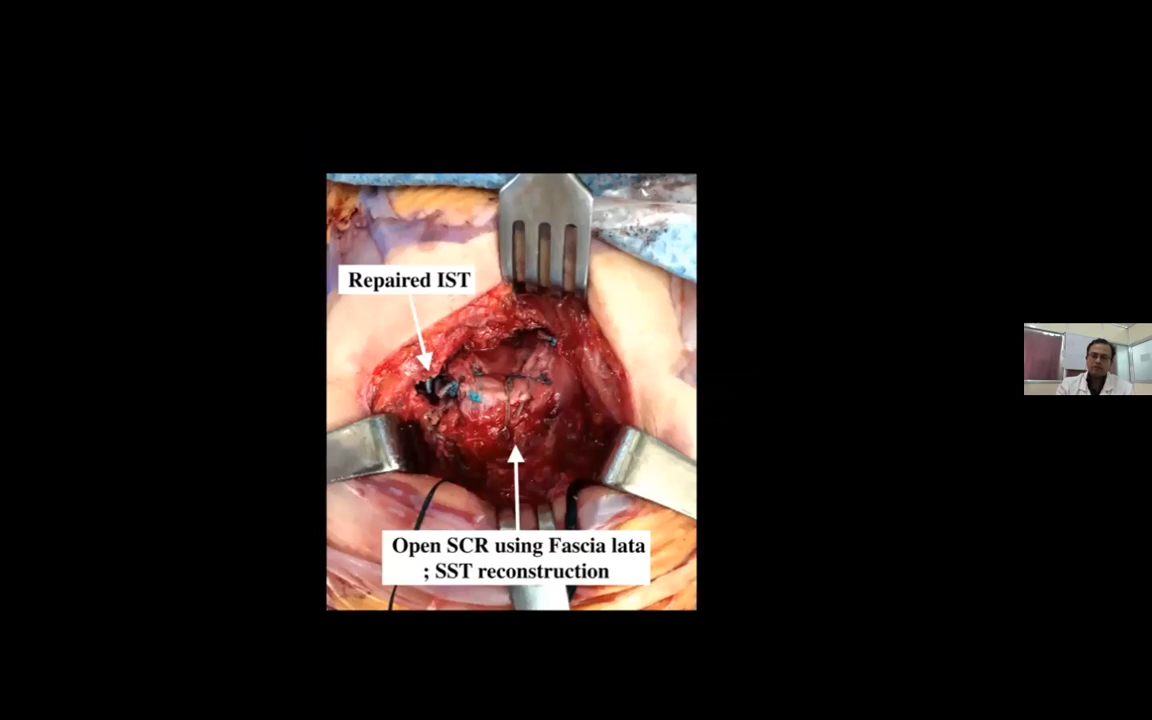 Repaired IST
Open SCR using Fascia lata
; SST reconstruction